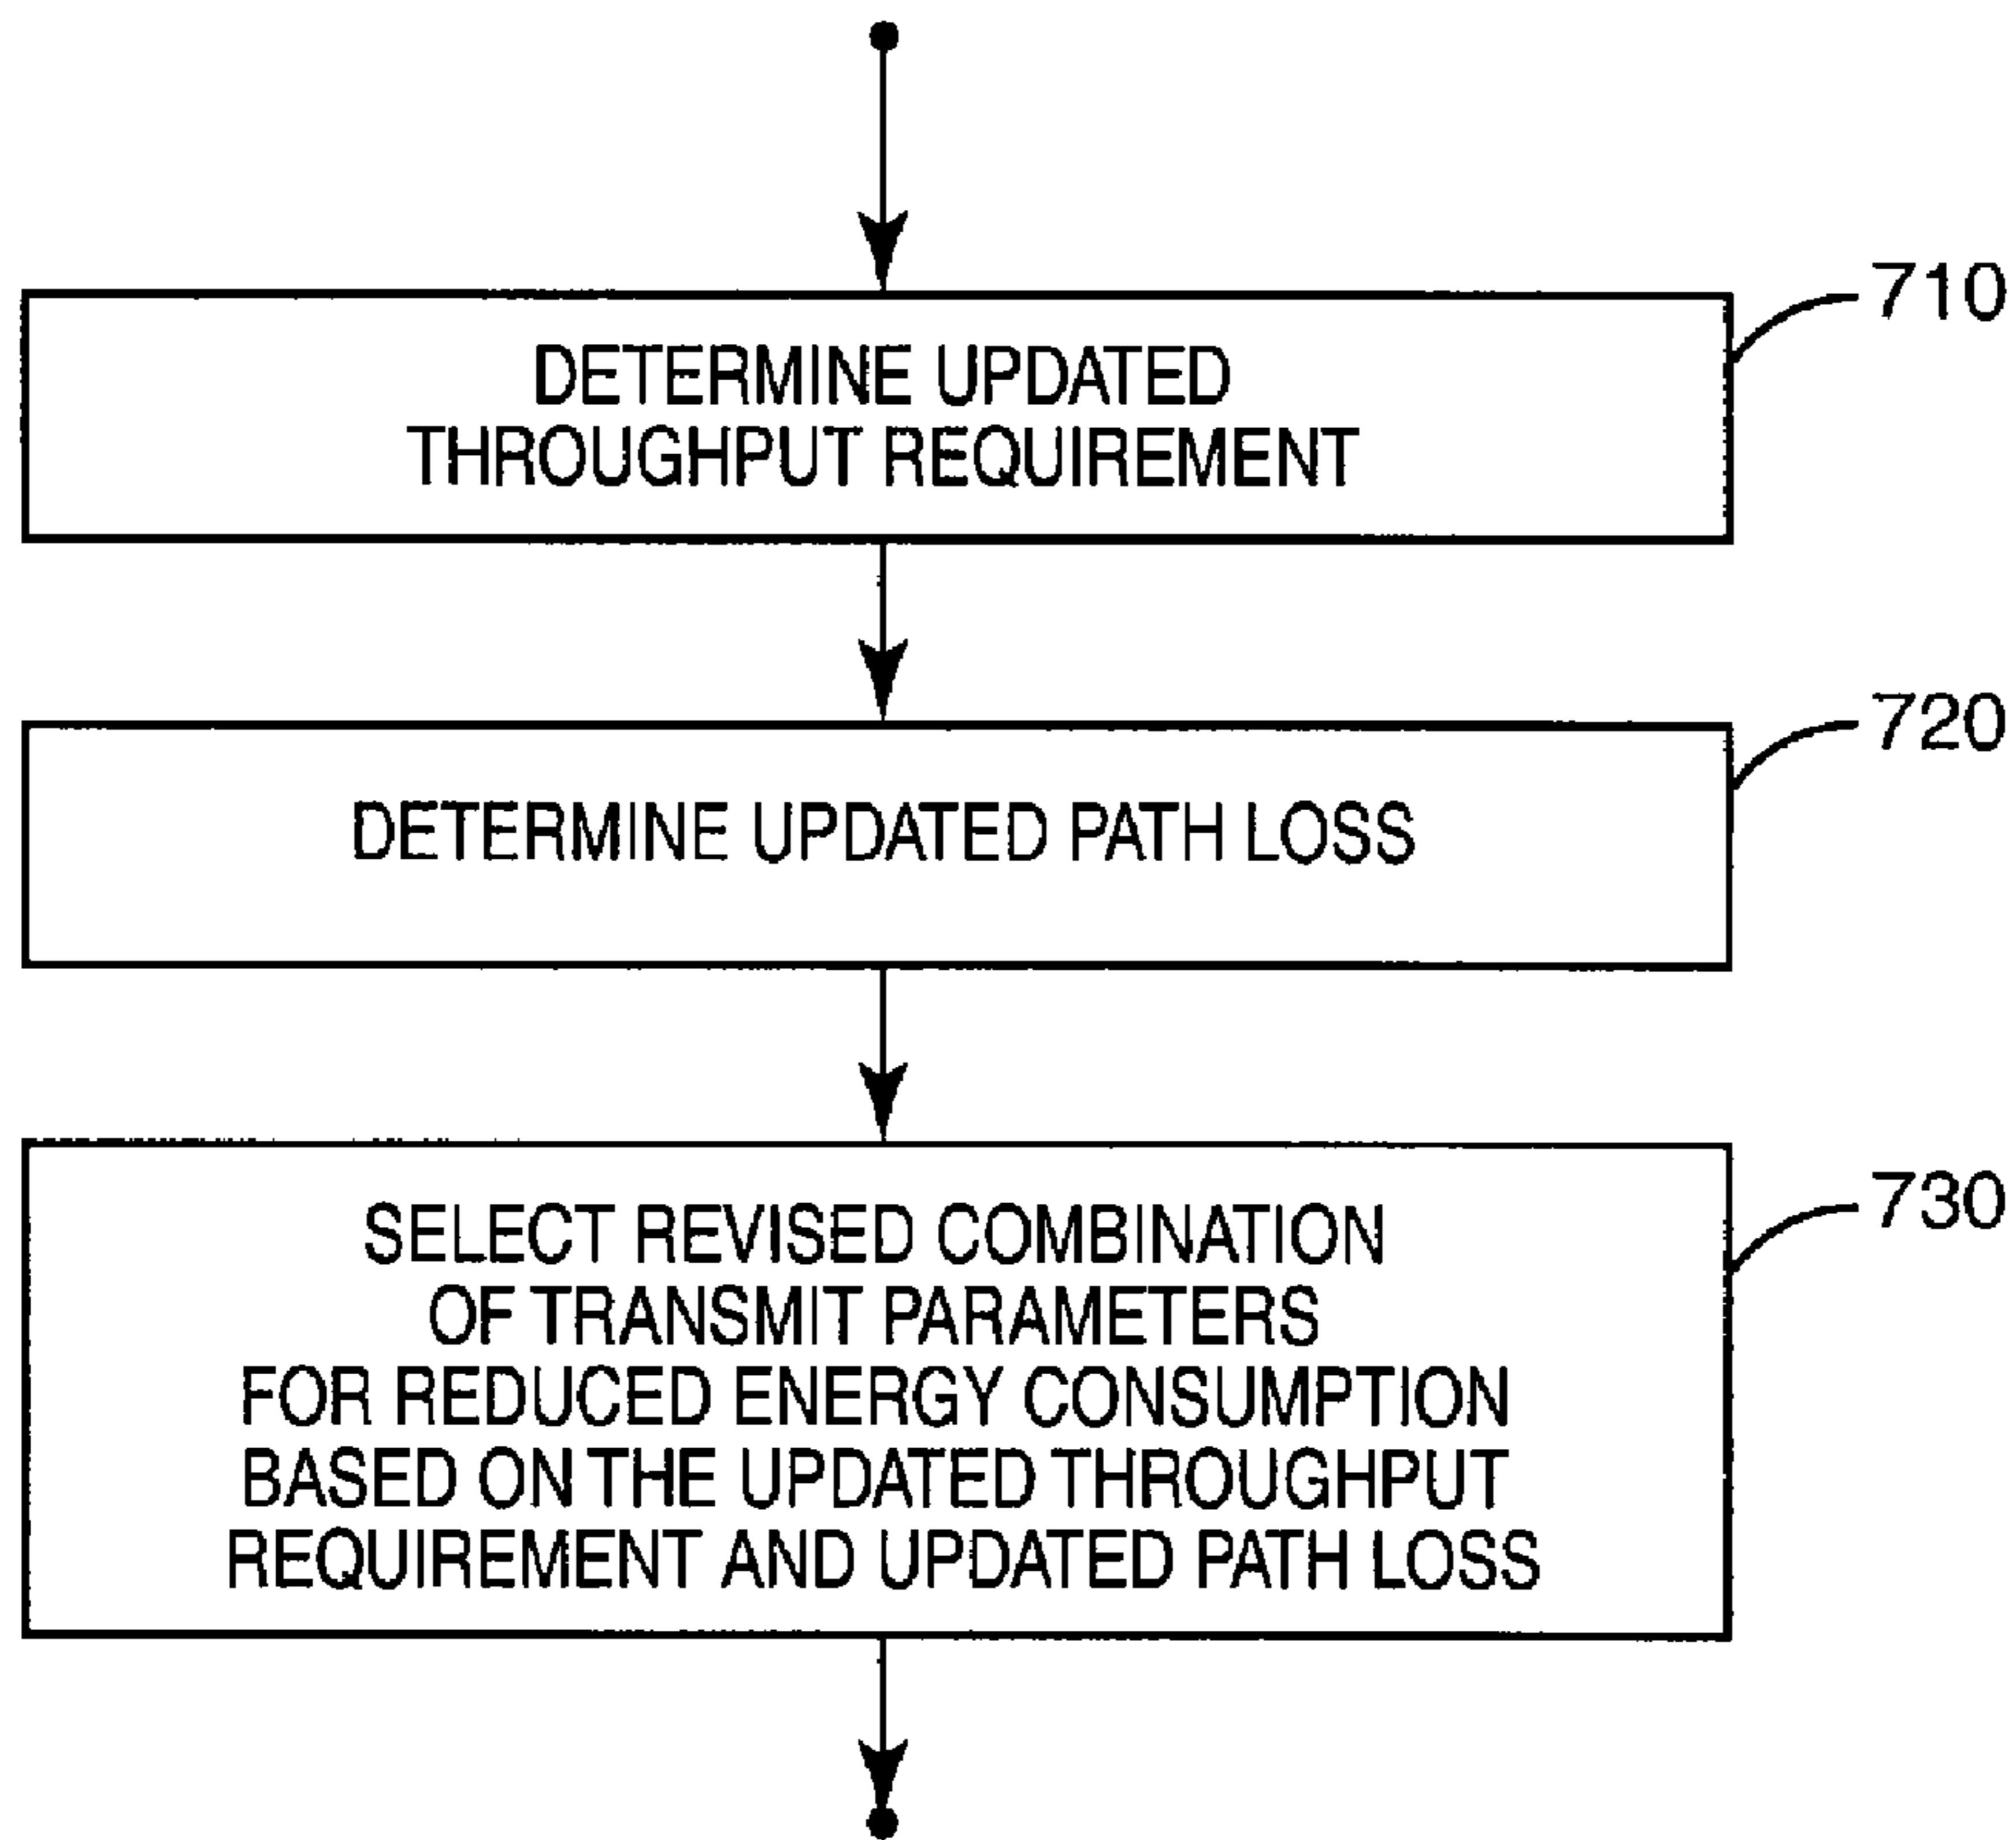 710
DETERMINE UPDATED
THROUGHPUT REQUIREMENT
720
DETERMINE UPDATED PATH LOSS
730
SELECT REVISED COMBINATION
OF TRANSMIT PARAMETERS
FOR REDUCED ENERGY CONSUMPTION
BASED ON THE UPDATED THROUGHPUT
REQUIREMENT AND UPDATED PATH LOSS